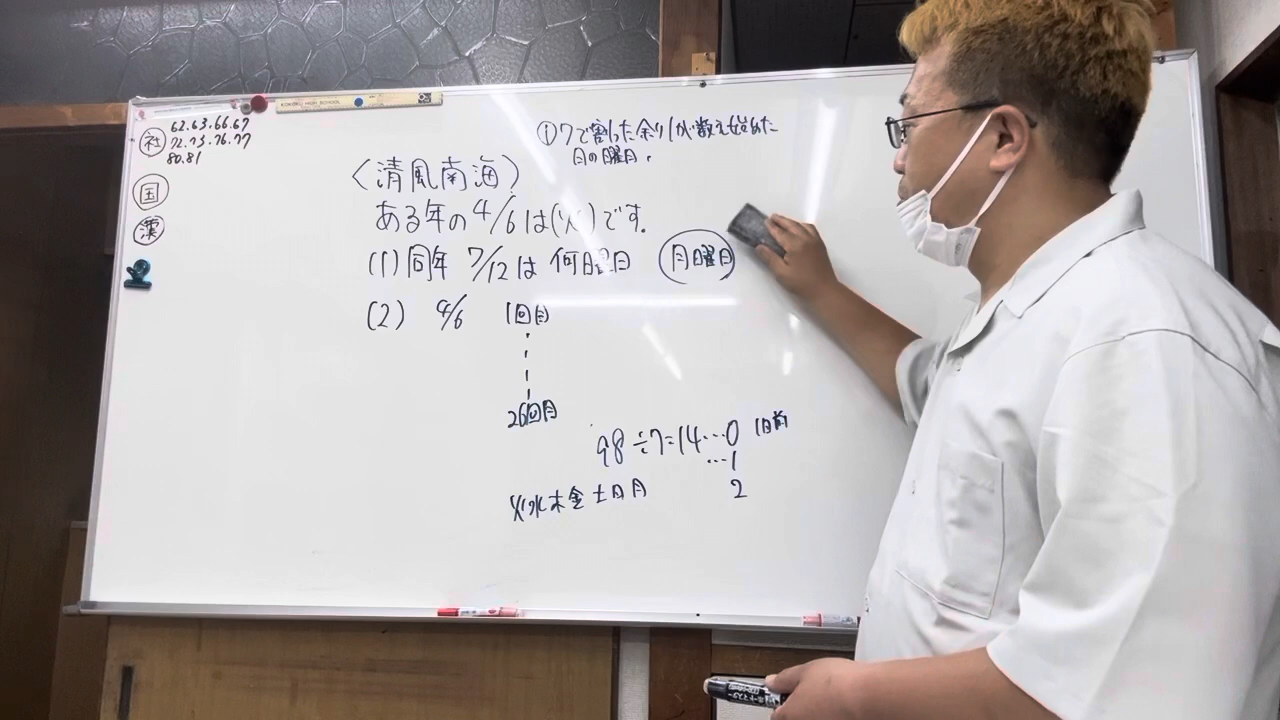 社 62.63.66.67
72.73.76.77
80.81
国
漢
① 7で割った余り1が数え始めた
日の曜日.
〈清風南海〉
ある年の4/6は(火)です.
(1) 同年 7/12は 何曜日 月曜日
(2) 4/6 1回目
26回目
98÷7=14…0 1日前
…1
2
火水木金土日月